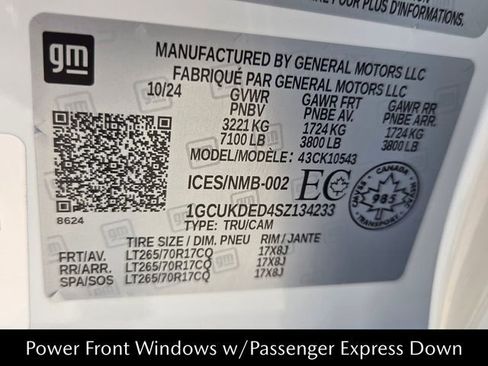 POUR PLUS D'INFORMATIONS.
gm
MANUFACTURED BY GENERAL MOTORS LLC
FABRIQUÉ PAR GENERAL MOTORS LLC
10/24 GVWR GAWR FRT GAWR RR
PNBV PNBE AV. PNBE ARR.
3221 KG 1724 KG 1724 KG
7100 LB 3800 LB 3800 LB
MODEL/MODÈLE: 43CK10543
ICES/NMB-002 EC CANADA 985
8624
1GCUKDED4SZ134233
TYPE: TRU/CAM
TIRE SIZE / DIM. PNEU RIM / JANTE
FRT/AV. LT265/70R17CQ 17X8J
RR/ARR. LT265/70R17CQ 17X8J
SPA/SOS LT265/70R17CQ 17X8J
Power Front Windows w/Passenger Express Down